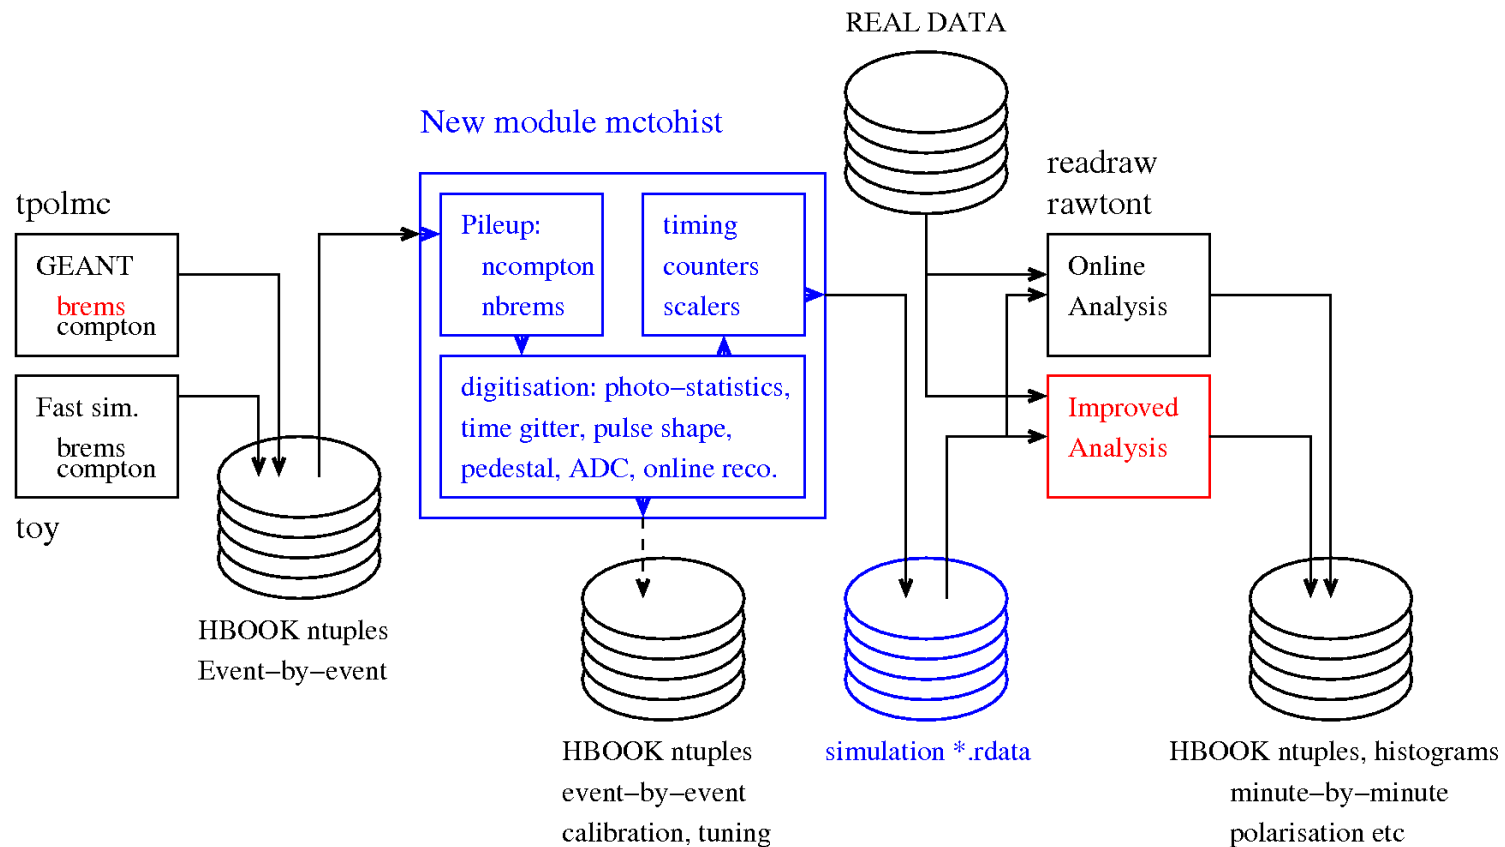 REAL DATA
New module mctohist
readraw
rawtont
tpolmc
GEANT
brems
compton
Fast sim.
brems
compton
toy
Pileup:
ncompton
nbrems
timing
counters
scalers
digitisation: photo−statistics,
time gitter, pulse shape,
pedestal, ADC, online reco.
Online
Analysis
Improved
Analysis
HBOOK ntuples
Event−by−event
HBOOK ntuples
event−by−event
calibration, tuning
simulation *.rdata
HBOOK ntuples, histograms
minute−by−minute
polarisation etc